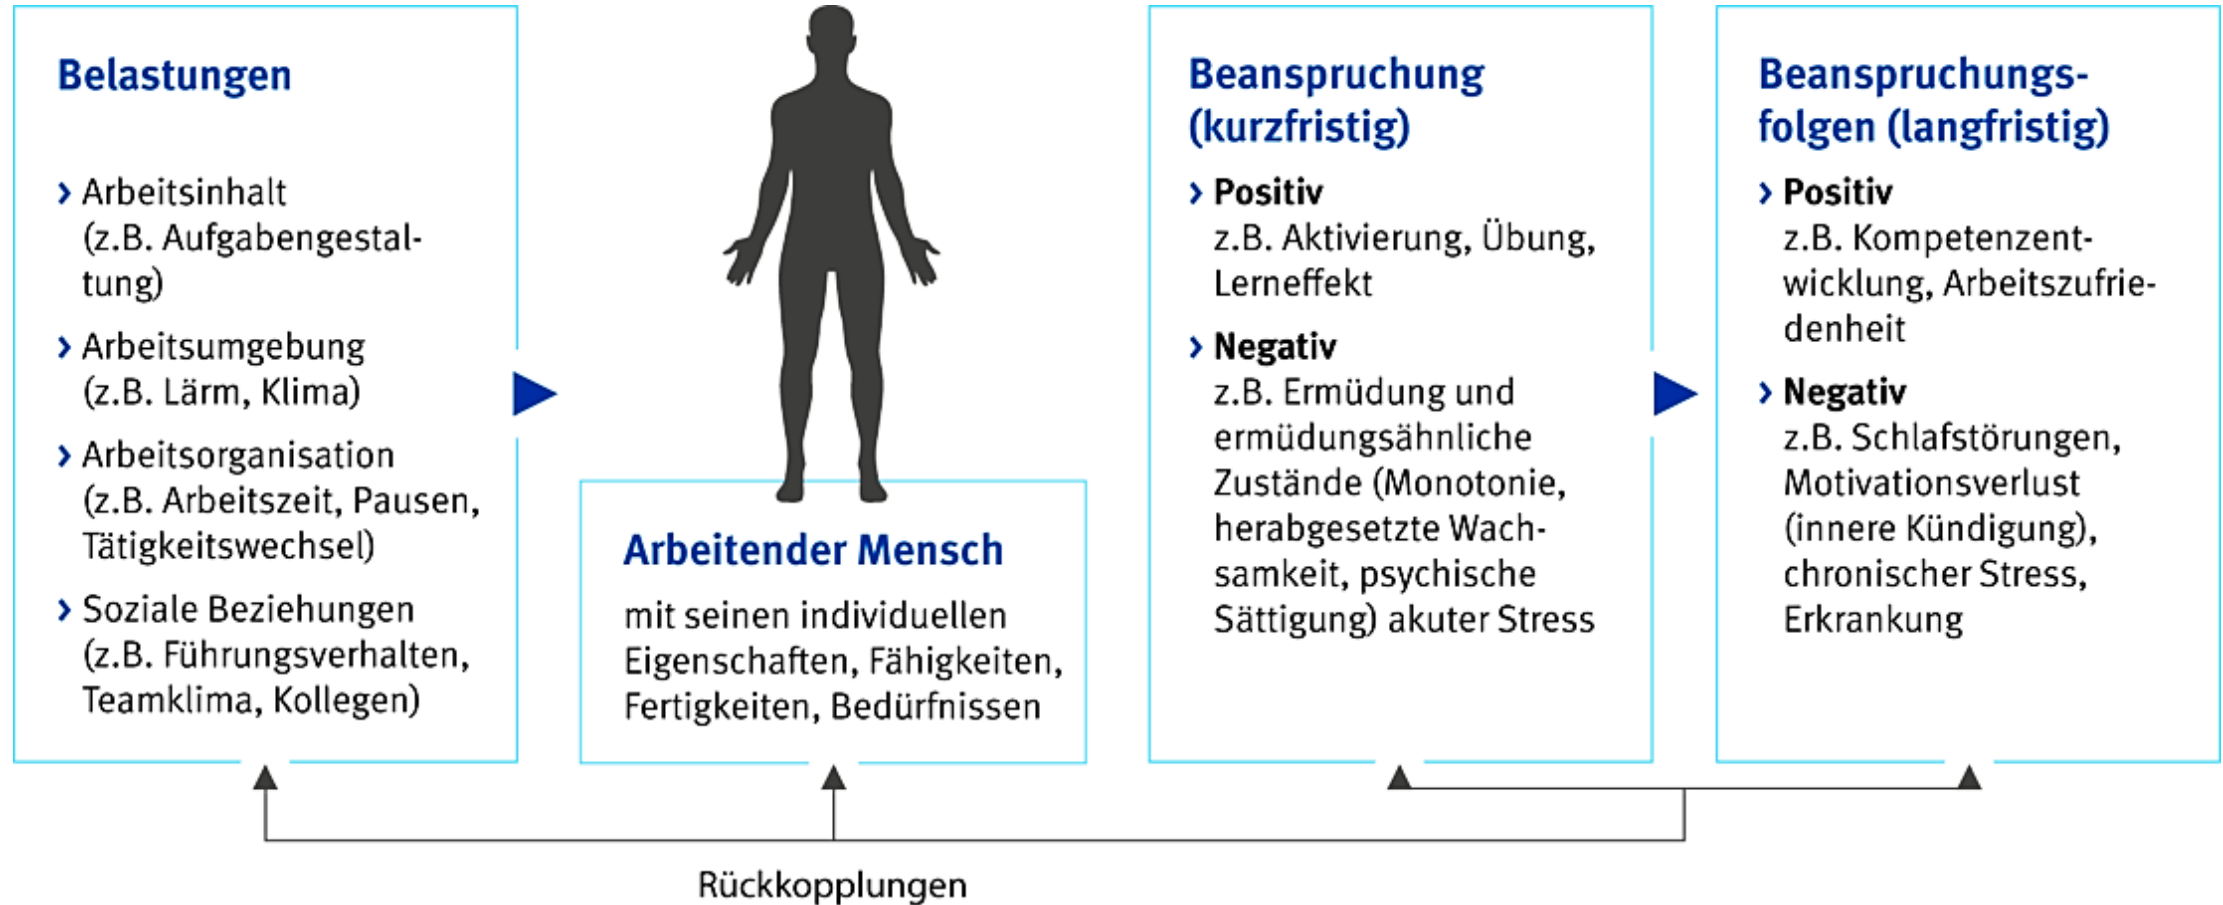 Belastungen
› Arbeitsinhalt
(z.B. Aufgabengestal-
tung)
› Arbeitsumgebung
(z.B. Lärm, Klima)
› Arbeitsorganisation
(z.B. Arbeitszeit, Pausen,
Tätigkeitswechsel)
› Soziale Beziehungen
(z.B. Führungsverhalten,
Teamklima, Kollegen)
Arbeitender Mensch
mit seinen individuellen
Eigenschaften, Fähigkeiten,
Fertigkeiten, Bedürfnissen
Beanspruchung
(kurzfristig)
› Positiv
z.B. Aktivierung, Übung,
Lerneffekt
› Negativ
z.B. Ermüdung und
ermüdungsähnliche
Zustände (Monotonie,
herabgesetzte Wach-
samkeit, psychische
Sättigung) akuter Stress
Beanspruchungs-
folgen (langfristig)
› Positiv
z.B. Kompetenzent-
wicklung, Arbeitszufrie-
denheit
› Negativ
z.B. Schlafstörungen,
Motivationsverlust
(innere Kündigung),
chronischer Stress,
Erkrankung
Rückkopplungen